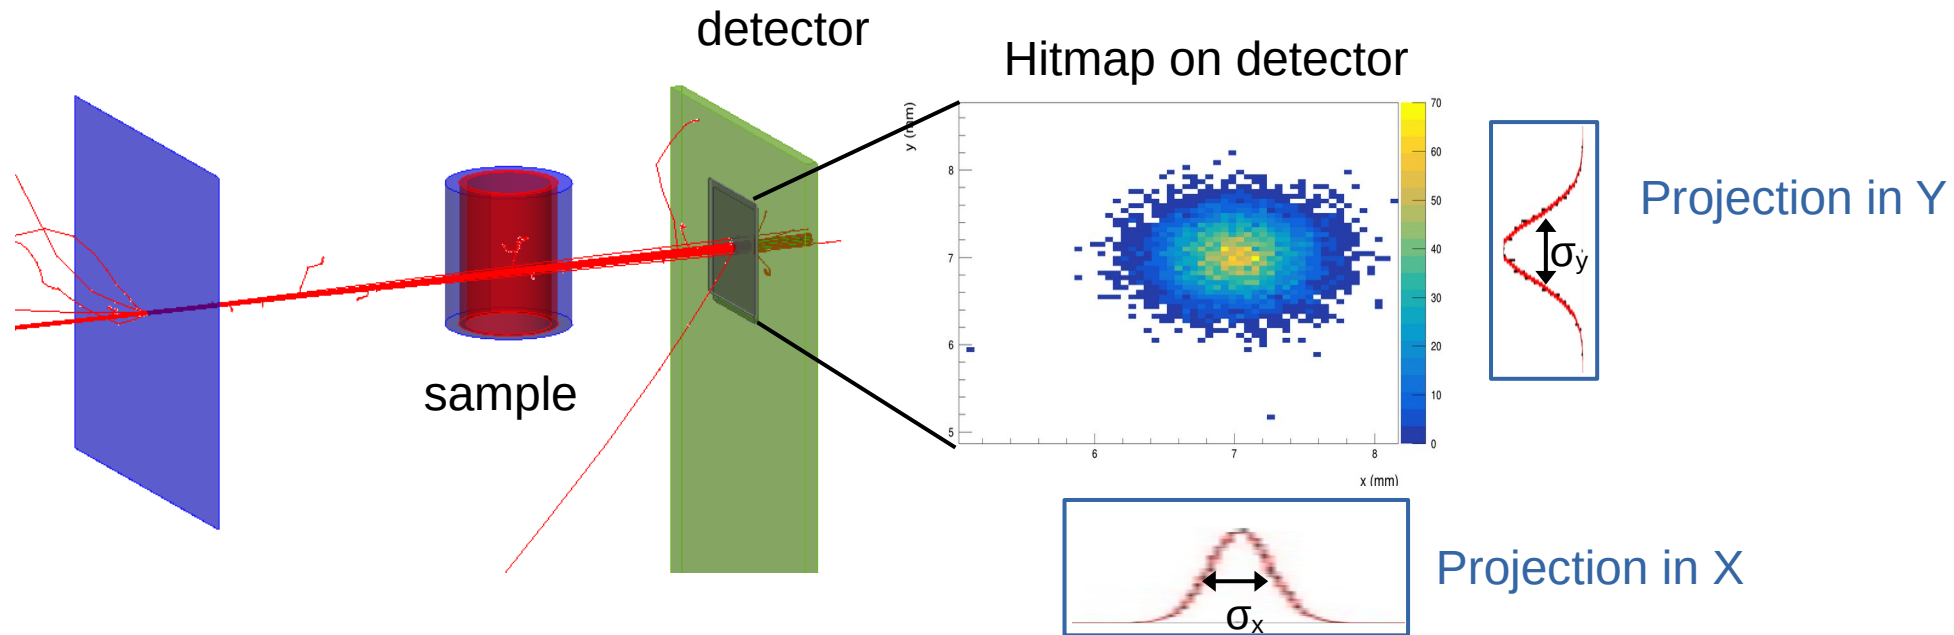 detector
Hitmap on detector
sample
y (mm)
8
7
6
5
6
7
8
x (mm)
70
60
50
40
30
20
10
0
σẏ
Projection in Y
σx
Projection in X